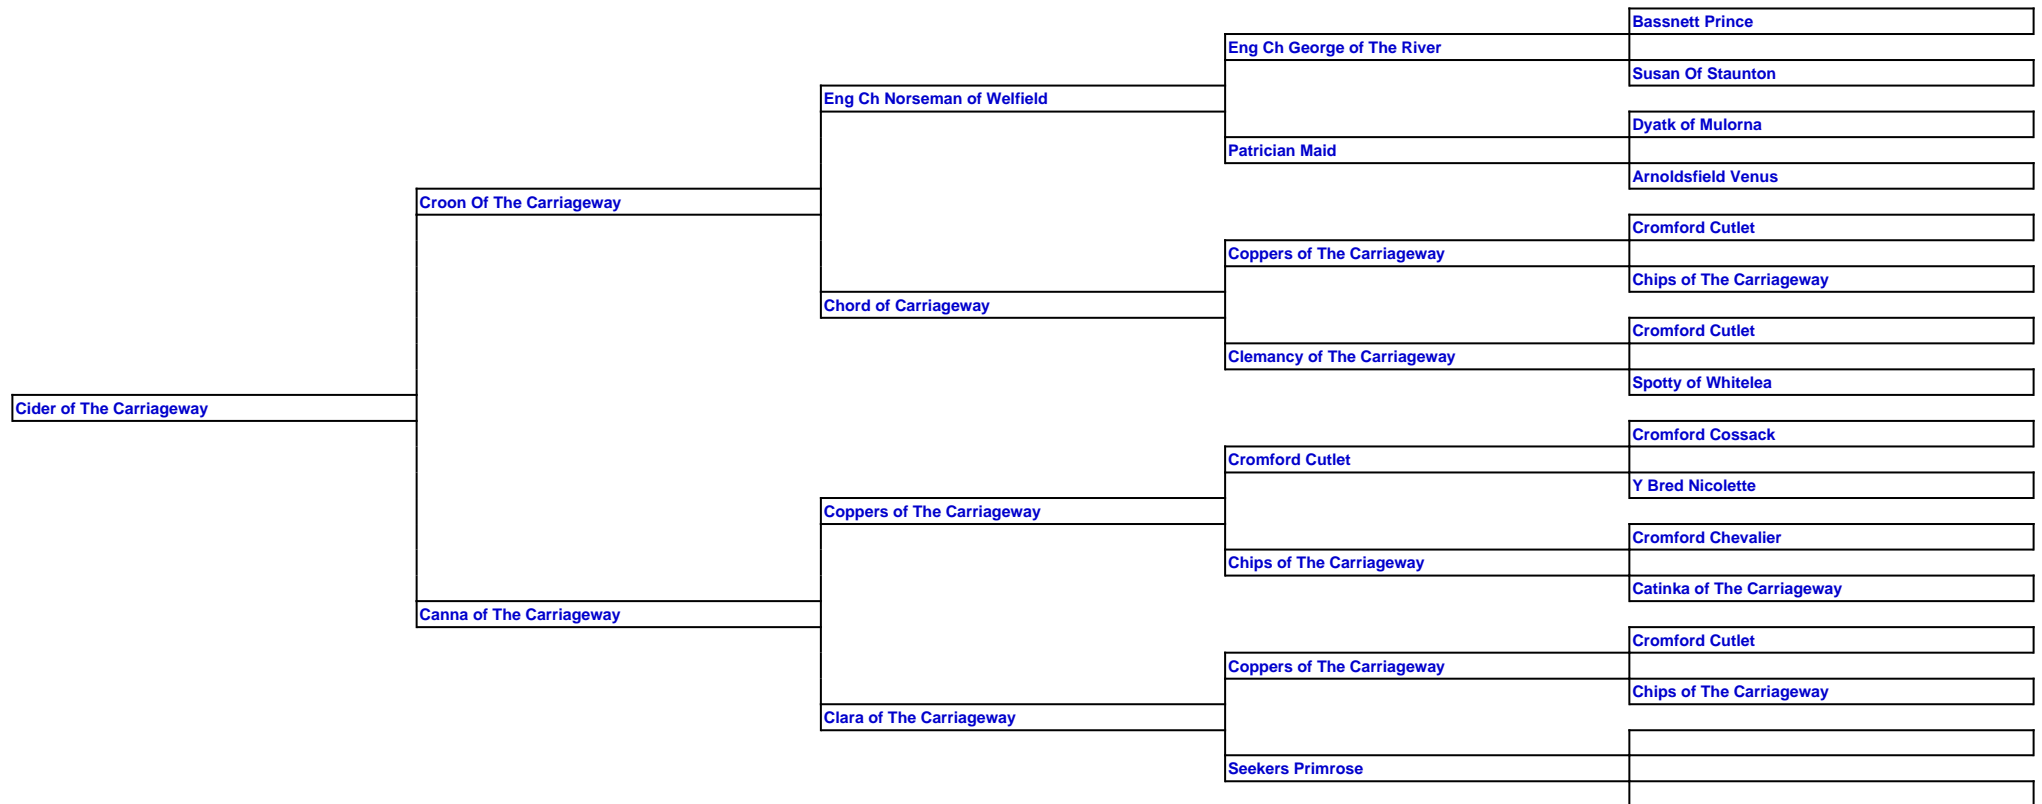 Bassnett Prince
Eng Ch George of The River
Susan Of Staunton
Eng Ch Norseman of Welfield
Dyatk of Mulorna
Patrician Maid
Arnoldsfield Venus
Croon Of The Carriageway
Cromford Cutlet
Coppers of The Carriageway
Chips of The Carriageway
Chord of Carriageway
Cromford Cutlet
Clemancy of The Carriageway
Spotty of Whitelea
Cider of The Carriageway
Cromford Cossack
Cromford Cutlet
Y Bred Nicolette
Coppers of The Carriageway
Cromford Chevalier
Chips of The Carriageway
Catinka of The Carriageway
Canna of The Carriageway
Cromford Cutlet
Coppers of The Carriageway
Chips of The Carriageway
Clara of The Carriageway
Seekers Primrose